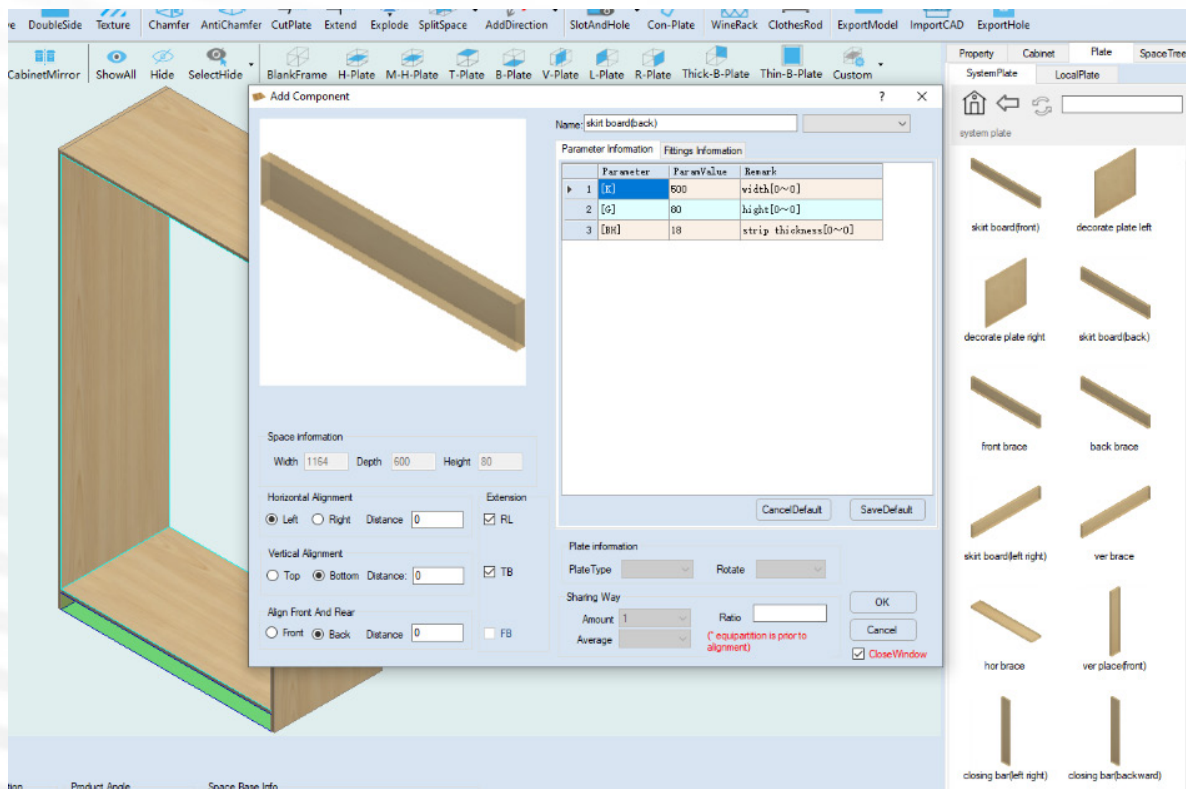 DoubleSide Texture Chamfer AntiChamfer CutPlate Extend Explode SplitSpace AddDirection SlotAndHole Con-Plate WineRack ClothesRod ExportModel ImportCAD ExportHole
CabinetMirror ShowAll Hide SelectHide BlankFrame H-Plate M-H-Plate T-Plate B-Plate V-Plate L-Plate R-Plate Thick-B-Plate Thin-B-Plate Custom
Add Component ? X
Name: skirt board(back)
Parameter Information Fittings Information
Parameter ParamValue Remark
1 [K] 500 width[0~0]
2 [G] 80 hight[0~0]
3 [BH] 18 strip thickness[0~0]
CancelDefault SaveDefault
Space Information
Width 1164 Depth 600 Height 80
Horizontal Alignment Extension
Left Right Distance 0 RL
Vertical Alignment
Top Bottom Distance: 0 TB
Align Front And Rear
Front Back Distance 0 FB
Plate information
PlateType Rotate
Sharing Way
Amount 1 Ratio
Average (* equipartition is prior to
alignment)
OK
Cancel
CloseWindow
Property Cabinet Plate SpaceTree
SystemPlate LocalPlate
system plate
skirt board(front) decorate plate left
decorate plate right skirt board(back)
front brace back brace
skirt board(left right) ver brace
hor brace ver place(front)
closing bar(left right) closing bar(backward)
Product Angle Space Base Info